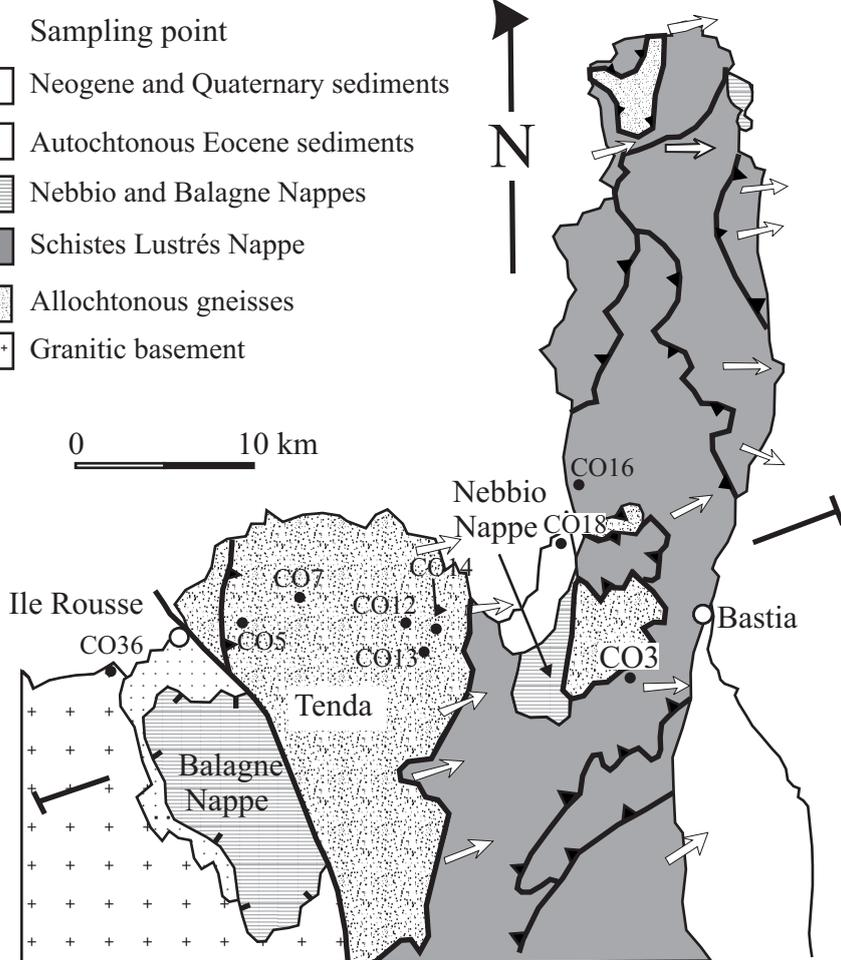 Sampling point
Neogene and Quaternary sediments
Autochtonous Eocene sediments
Nebbio and Balagne Nappes
Schistes Lustrés Nappe
Allochtonous gneisses
Granitic basement
N
0 10 km
CO16
Nebbio
Nappe CO18
CO14
CO7
Ile Rousse
CO12
CO36
CO5
CO13
Bastia
CO3
Tenda
Balagne
Nappe